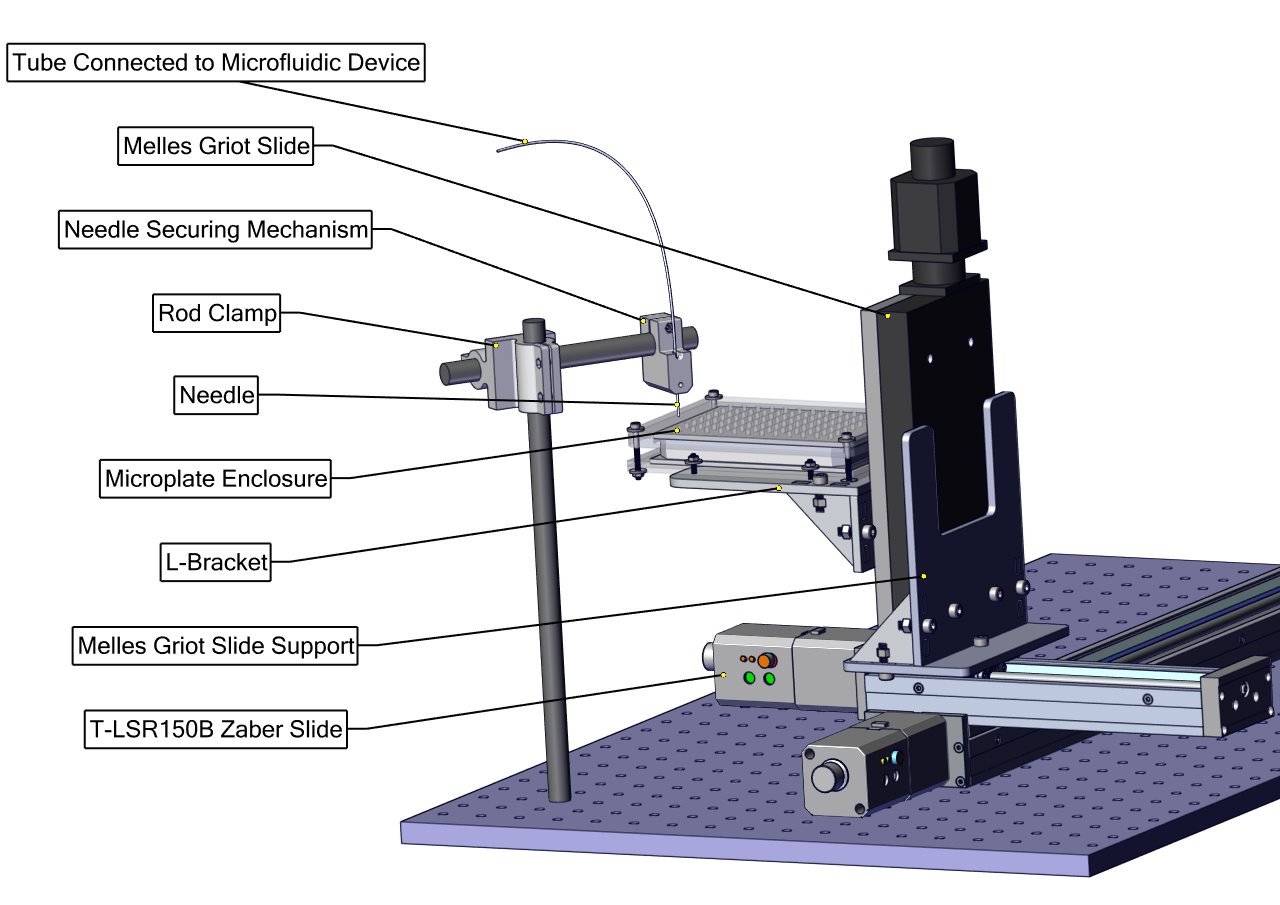 Tube Connected to Microfluidic Device
Melles Griot Slide
Needle Securing Mechanism
Rod Clamp
Needle
Microplate Enclosure
L-Bracket
Melles Griot Slide Support
T-LSR150B Zaber Slide